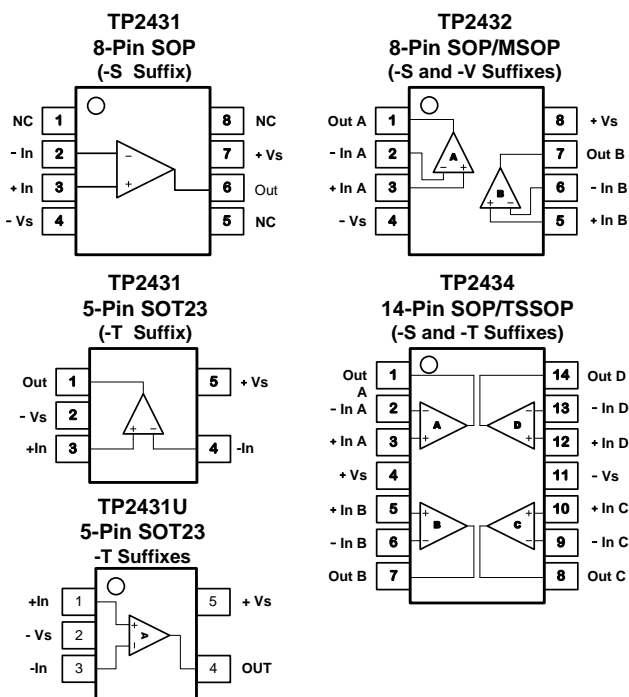 TP2431
8-Pin SOP
(-S Suffix)
NC 1 8 NC
- In 2 7 + Vs
+ In 3 6 Out
- Vs 4 5 NC
TP2432
8-Pin SOP/MSOP
(-S and -V Suffixes)
Out A 1 8 + Vs
- In A 2 A 7 Out B
+ In A 3 B 6 - In B
- Vs 4 5 + In B
TP2431
5-Pin SOT23
(-T Suffix)
Out 1 5 + Vs
- Vs 2
+In 3 4 -In
TP2434
14-Pin SOP/TSSOP
(-S and -T Suffixes)
Out A 1 14 Out D
- In A 2 13 - In D
A D
+ In A 3 12 + In D
+ Vs 4 11 - Vs
+ In B 5 10 + In C
B C
- In B 6 9 - In C
Out B 7 8 Out C
TP2431U
5-Pin SOT23
-T Suffixes
+In 1 5 + Vs
- Vs 2 A
-In 3 4 OUT